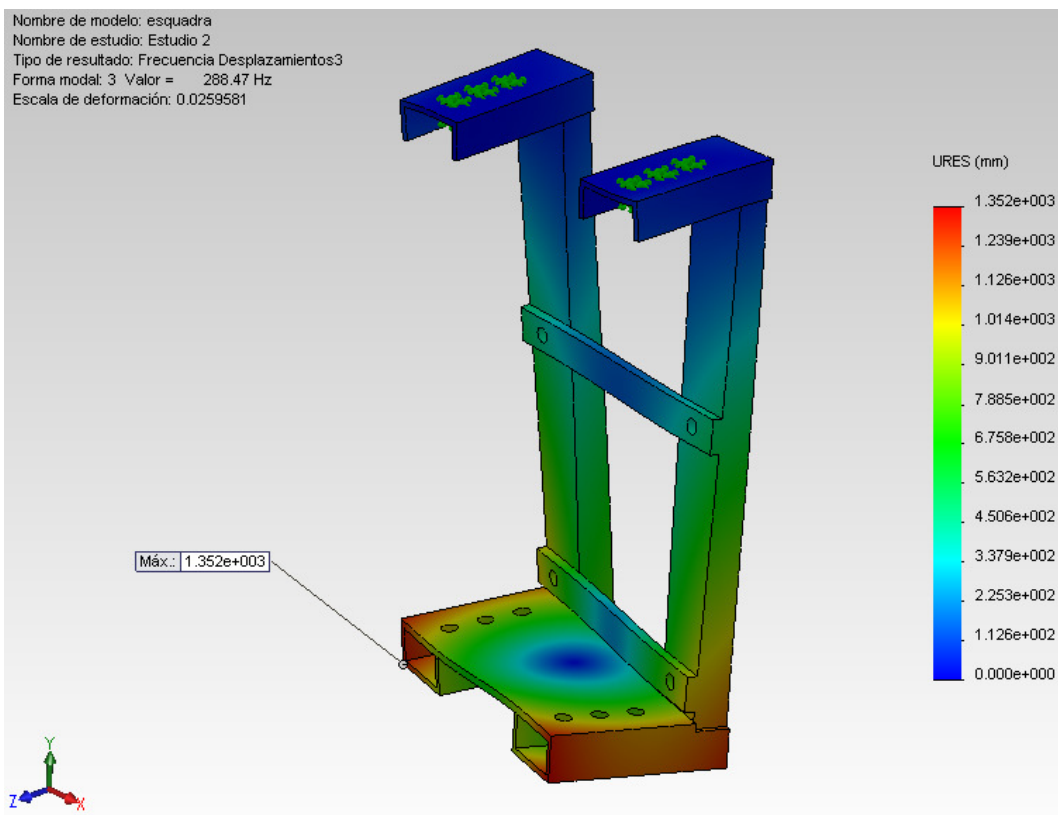 Nombre de modelo: esquadra
Nombre de estudio: Estudio 2
Tipo de resultado: Frecuencia Desplazamientos3
Forma modal: 3 Valor = 288.47 Hz
Escala de deformación: 0.0259581
URES (mm)
1.352e+003
1.239e+003
1.126e+003
1.014e+003
9.011e+002
7.885e+002
6.758e+002
5.632e+002
4.506e+002
3.379e+002
2.253e+002
1.126e+002
0.000e+000
Máx.: 1.352e+003
Y
Z
X